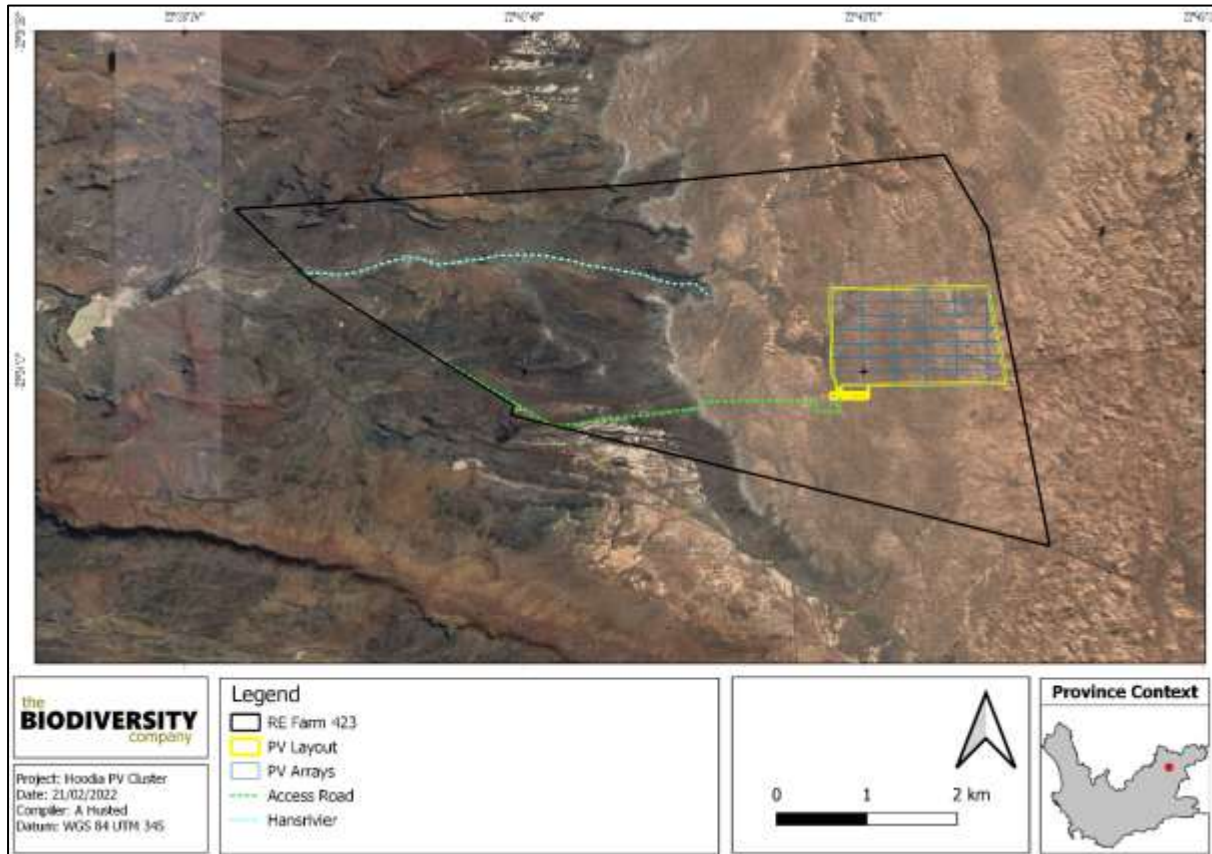 the
BIODIVERSITY
company
Project: Hoodia PV Cluster
Date: 21/02/2022
Compiler: A Husted
Datum: WGS 84 UTM 34S
Legend
RE Farm 423
PV Layout
PV Arrays
Access Road
Hansrivier
0 1 2 km
Province Context